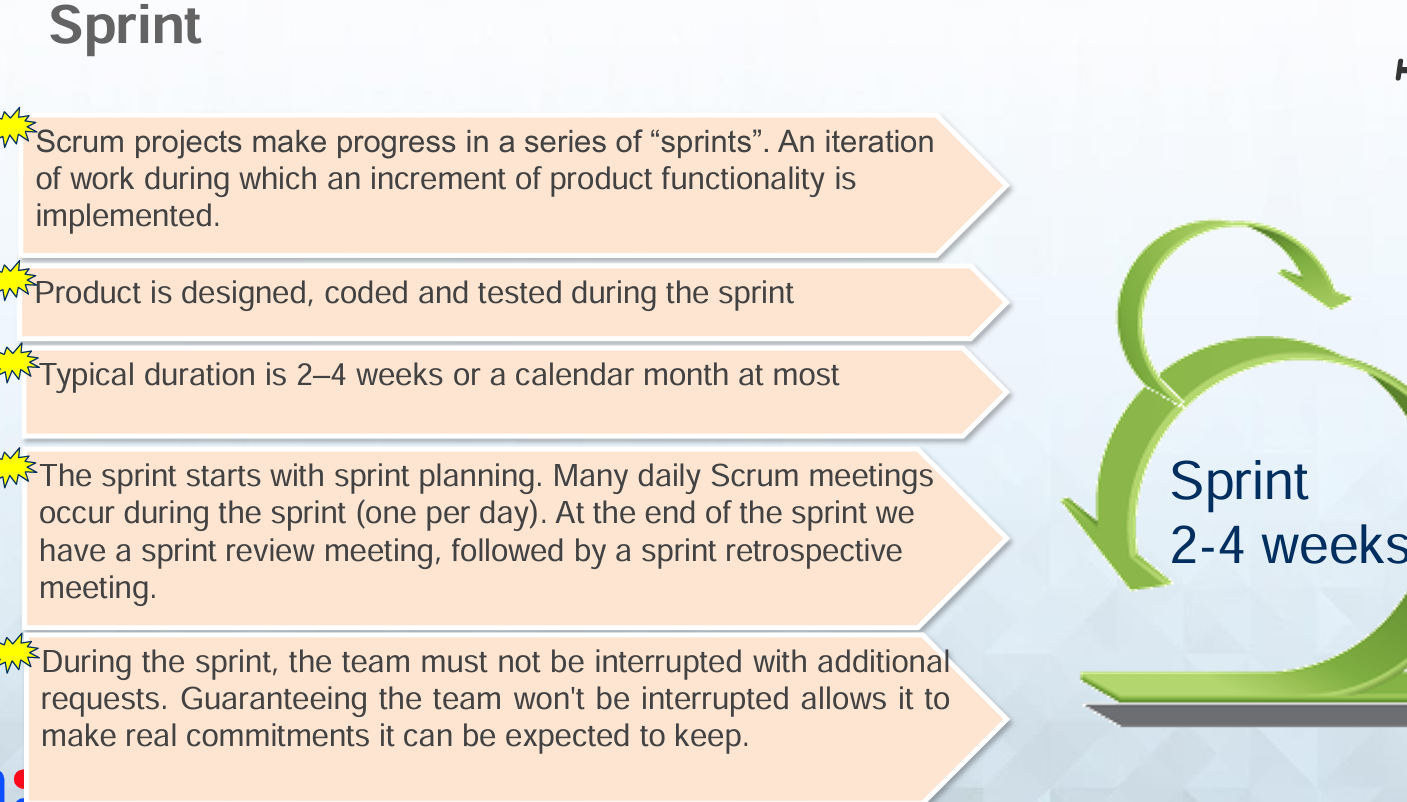 Sprint
Scrum projects make progress in a series of “sprints”. An iteration
of work during which an increment of product functionality is
implemented.
Product is designed, coded and tested during the sprint
Typical duration is 2–4 weeks or a calendar month at most
The sprint starts with sprint planning. Many daily Scrum meetings
occur during the sprint (one per day). At the end of the sprint we
have a sprint review meeting, followed by a sprint retrospective
meeting.
During the sprint, the team must not be interrupted with additional
requests. Guaranteeing the team won't be interrupted allows it to
make real commitments it can be expected to keep.
Sprint
2-4 weeks